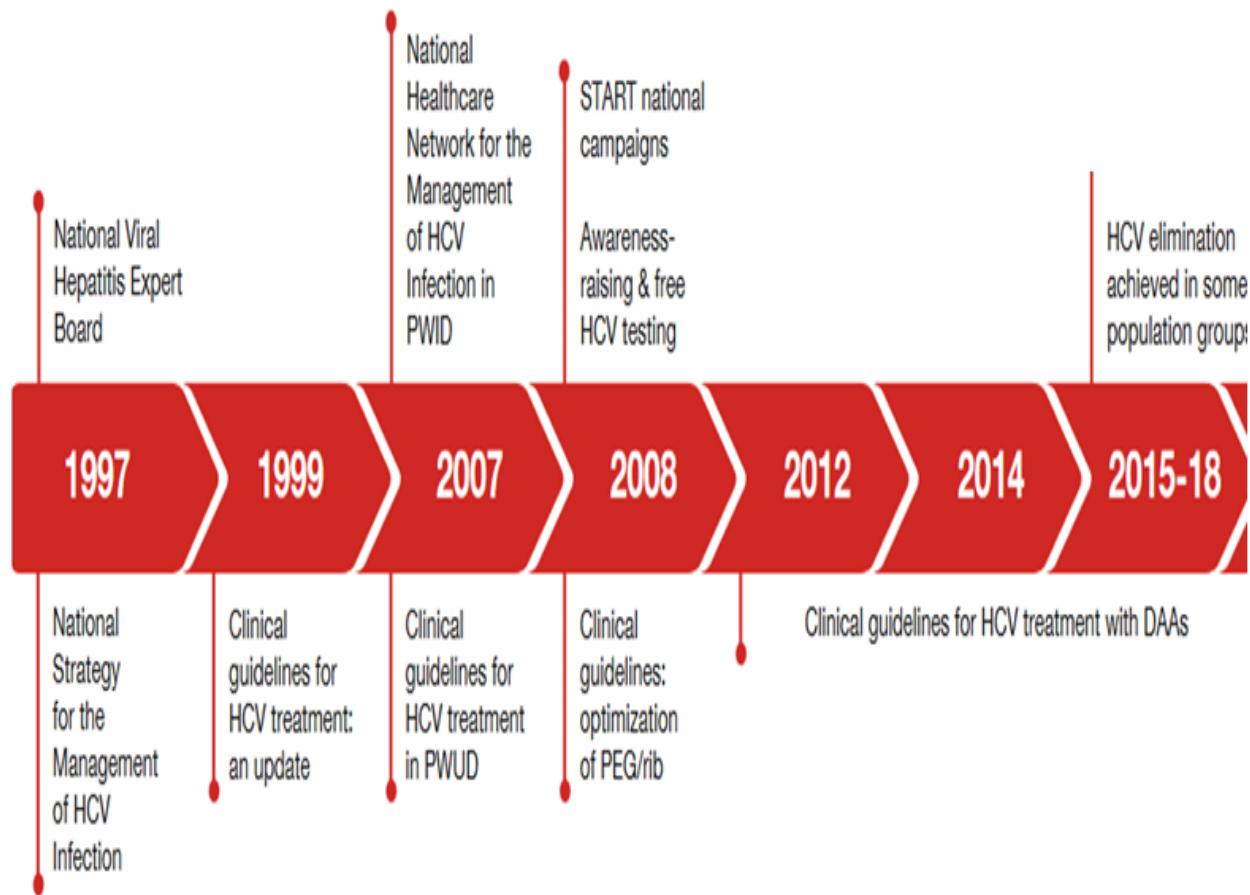 National
Healthcare
Network for the
Management
of HCV
Infection in
PWID
START national
campaigns
Awareness-
raising & free
HCV testing
National Viral
Hepatitis Expert
Board
HCV elimination
achieved in some
population groups
1997
1999
2007
2008
2012
2014
2015-18
National
Strategy
for the
Management
of HCV
Infection
Clinical
guidelines for
HCV treatment:
an update
Clinical
guidelines for
HCV treatment
in PWUD
Clinical
guidelines:
optimization
of PEG/rib
Clinical guidelines for HCV treatment with DAAs